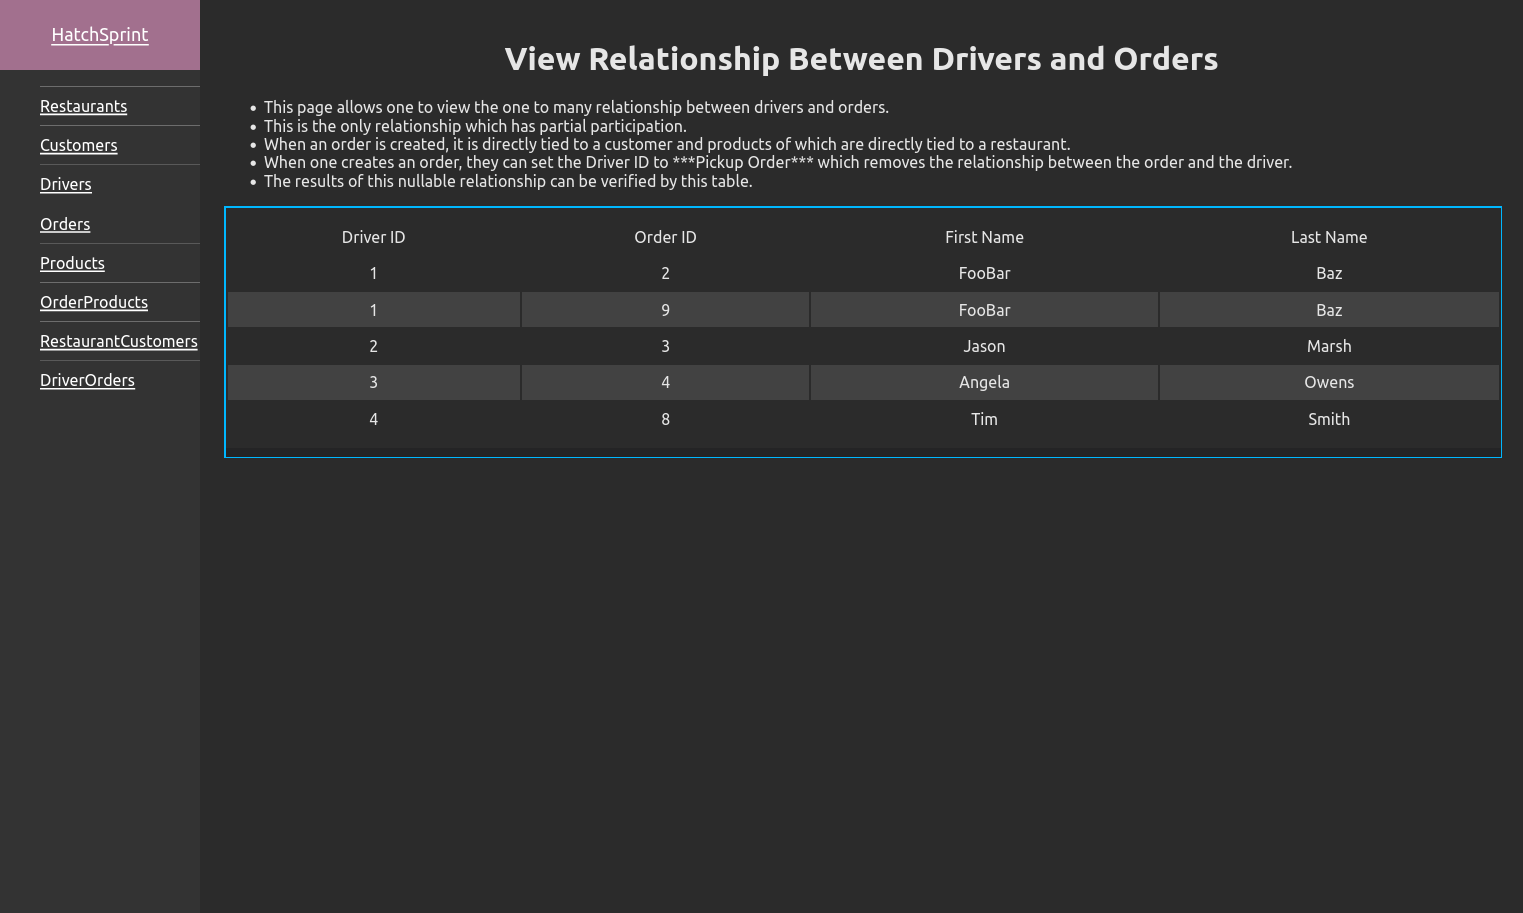 HatchSprint
Restaurants
Customers
Drivers
Orders
Products
OrderProducts
RestaurantCustomers
DriverOrders
View Relationship Between Drivers and Orders
• This page allows one to view the one to many relationship between drivers and orders.
• This is the only relationship which has partial participation.
• When an order is created, it is directly tied to a customer and products of which are directly tied to a restaurant.
• When one creates an order, they can set the Driver ID to ***Pickup Order*** which removes the relationship between the order and the driver.
• The results of this nullable relationship can be verified by this table.
Driver ID Order ID First Name Last Name
1 2 FooBar Baz
1 9 FooBar Baz
2 3 Jason Marsh
3 4 Angela Owens
4 8 Tim Smith